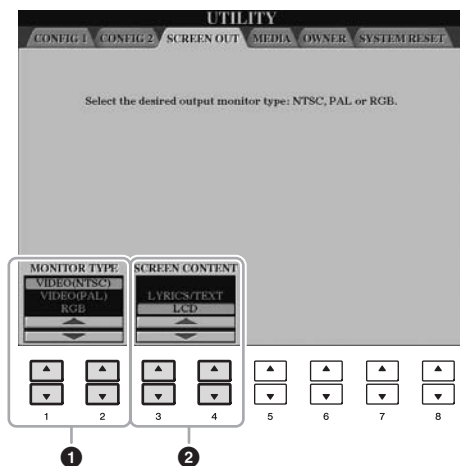 UTILITY
CONFIG 1 CONFIG 2 SCREEN OUT MEDIA OWNER SYSTEM RESET
Select the desired output monitor type: NTSC, PAL or RGB.
MONITOR TYPE SCREEN CONTENT
VIDEO(NTSC)
VIDEO(PAL) LYRICS/TEXT
RGB LCD
1 2 3 4 5 6 7 8
1 2